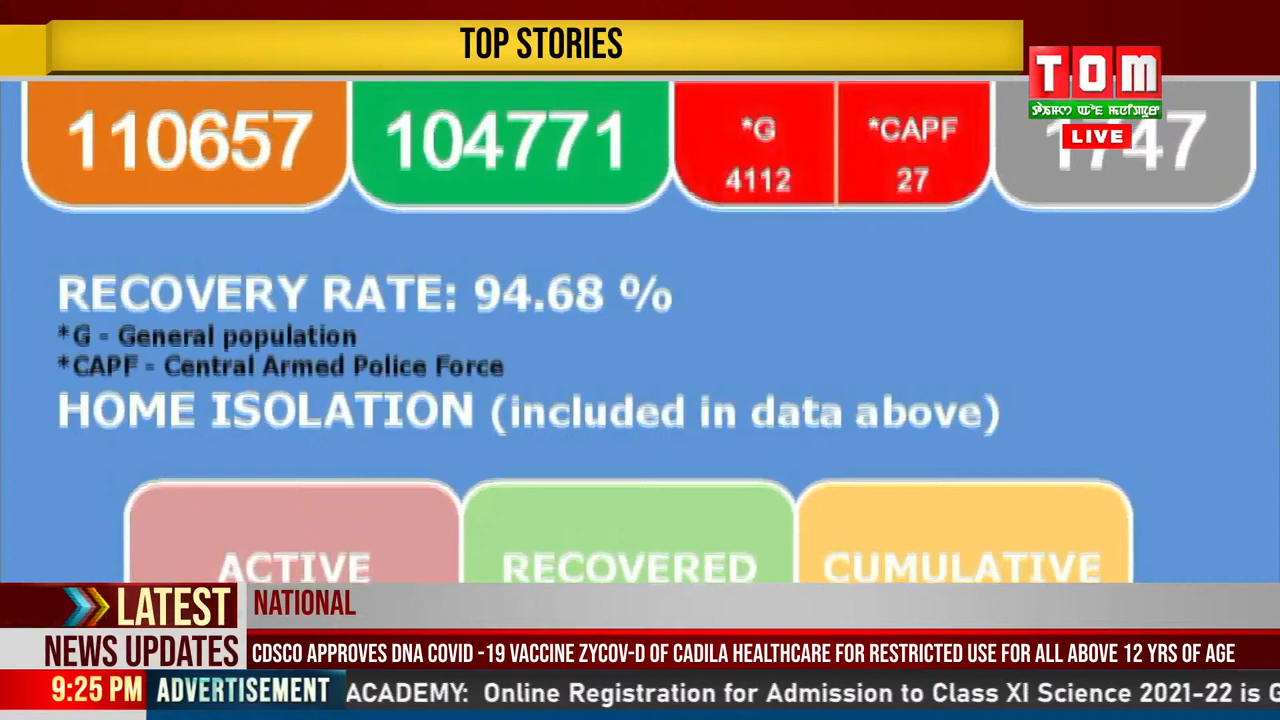 TOP STORIES
TOM
LIVE
110657
104771
*G
4112
*CAPF
27
1747
RECOVERY RATE: 94.68 %
*G - General population
*CAPF - Central Armed Police Force
HOME ISOLATION (included in data above)
ACTIVE
RECOVERED
CUMULATIVE
LATEST
NEWS UPDATES
NATIONAL
CDSCO APPROVES DNA COVID -19 VACCINE ZYCOV-D OF CADILA HEALTHCARE FOR RESTRICTED USE FOR ALL ABOVE 12 YRS OF AGE
9:25 PM
ADVERTISEMENT
ACADEMY: Online Registration for Admission to Class XI Science 2021-22 is